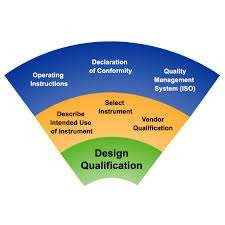 Operating
Instructions
Declaration
of Conformity
Quality
Management
System (ISO)
Describe
Intended Use
of Instrument
Select
Instrument
Vendor
Qualification
Design
Qualification